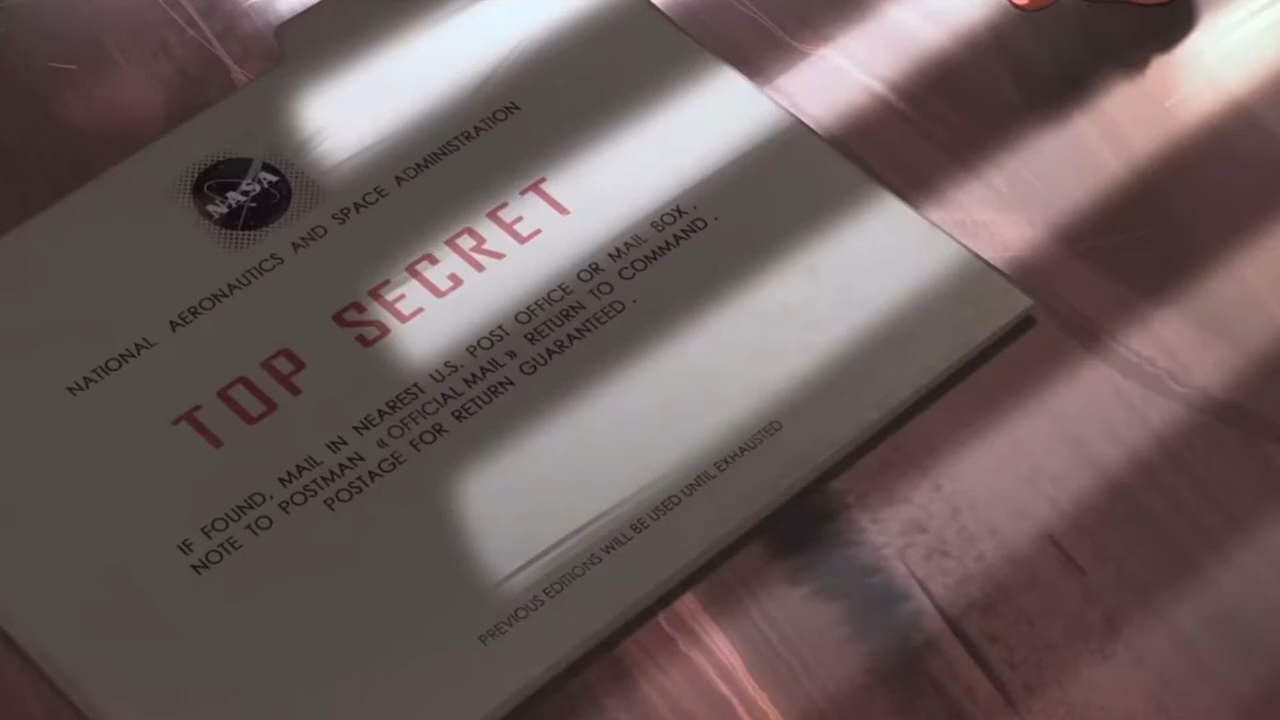 NASA
NATIONAL AERONAUTICS AND SPACE ADMINISTRATION
TOP SECRET
IF FOUND, MAIL IN NEAREST U.S. POST OFFICE OR MAIL BOX.
NOTE TO POSTMAN «OFFICIAL MAIL» RETURN TO COMMAND.
POSTAGE FOR RETURN GUARANTEED.
PREVIOUS EDITIONS WILL BE USED UNTIL EXHAUSTED